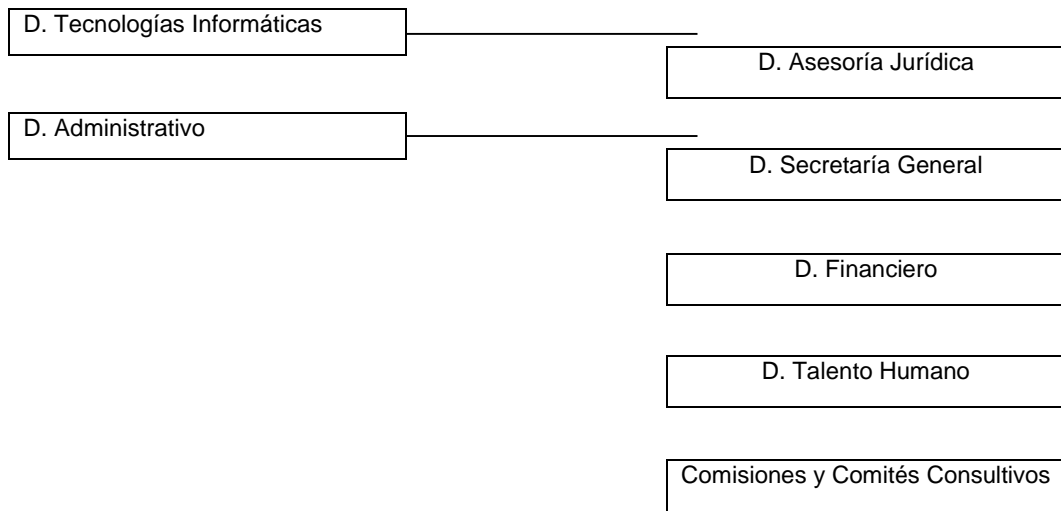 D. Tecnologías Informáticas
D. Asesoría Jurídica
D. Administrativo
D. Secretaría General
D. Financiero
D. Talento Humano
Comisiones y Comités Consultivos